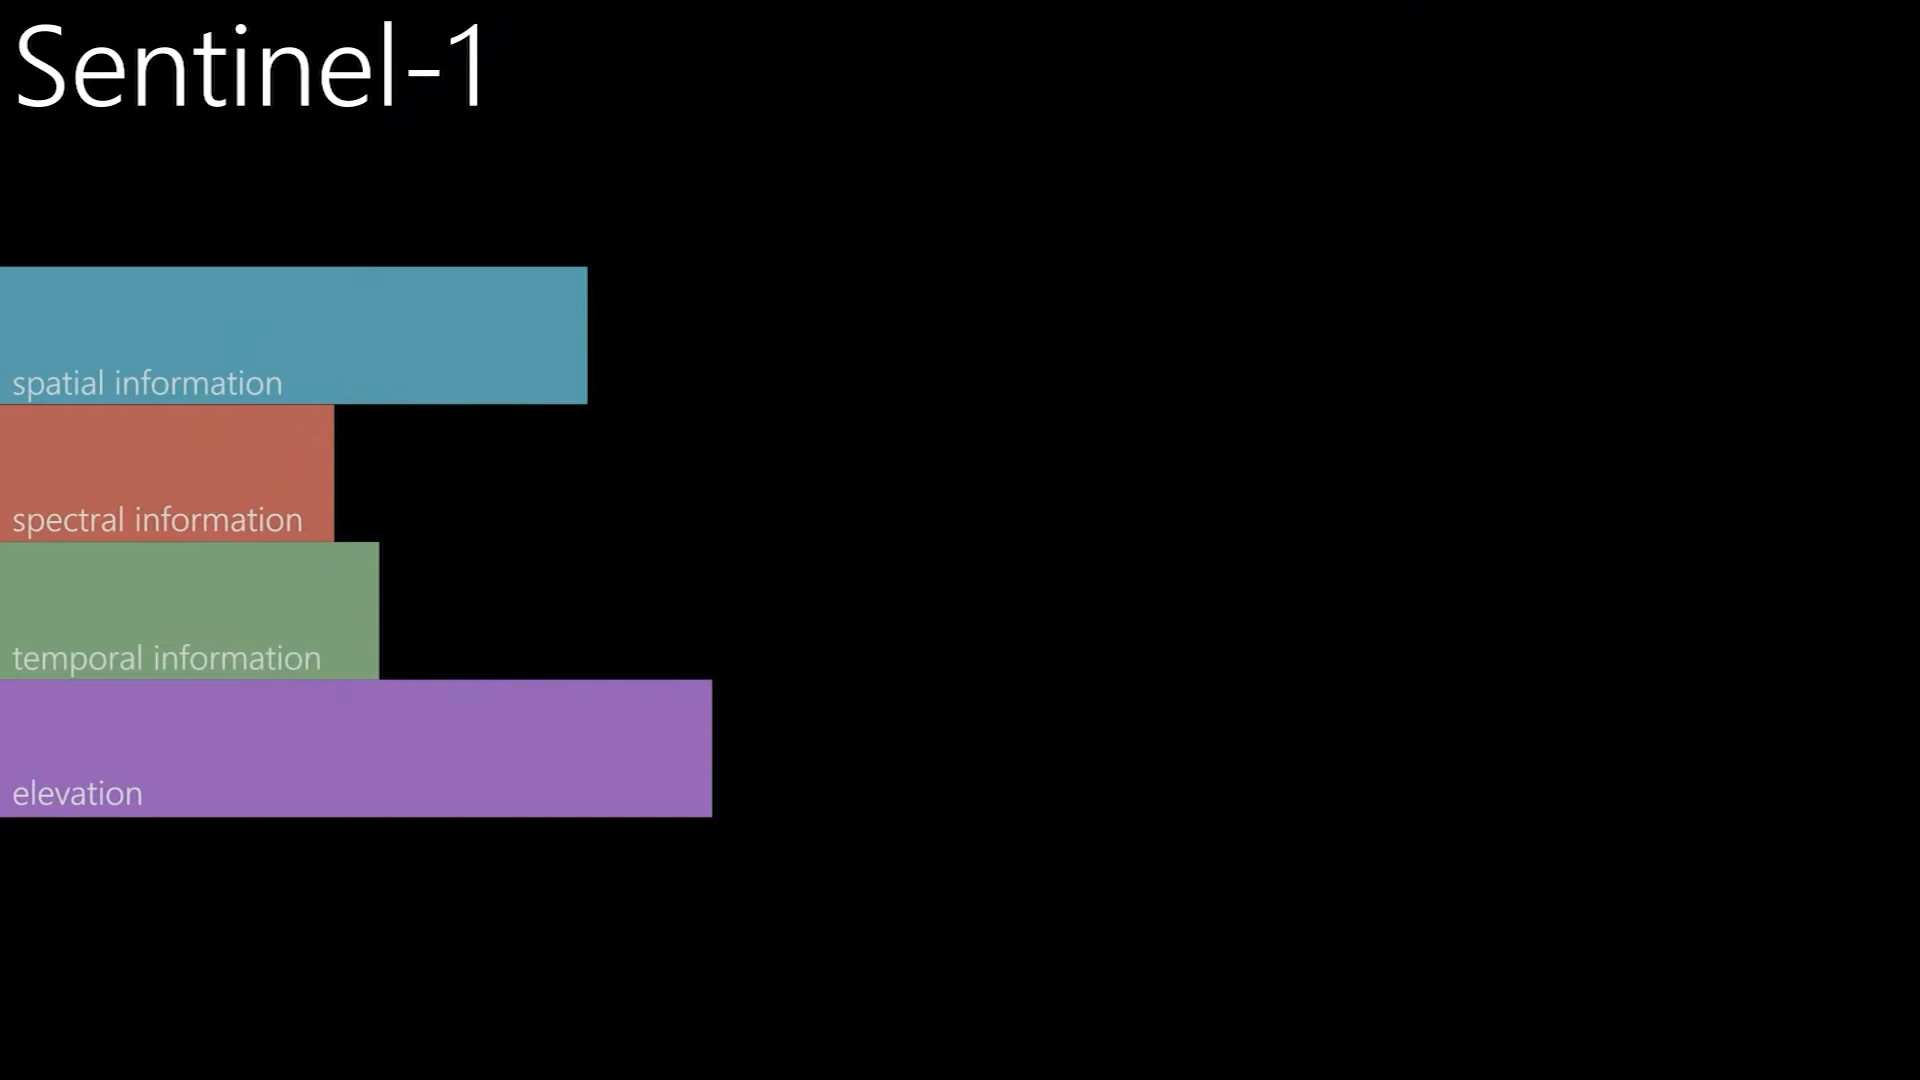 Sentinel-1
spatial information
spectral information
temporal information
elevation